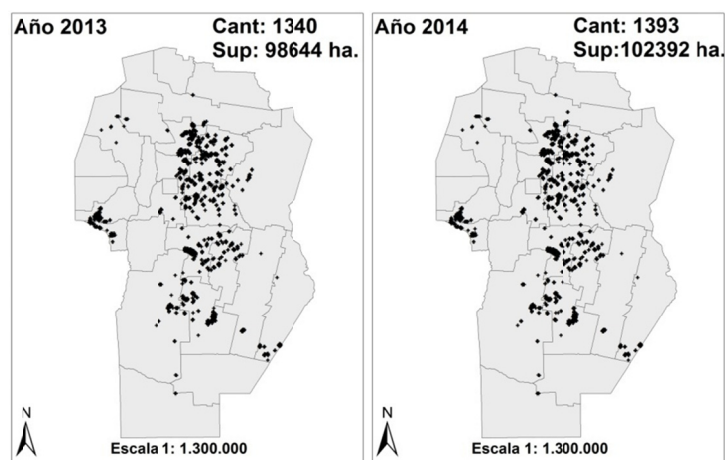 Año 2013
Cant: 1340
Sup: 98644 ha.
N
Escala 1: 1.300.000
Año 2014
Cant: 1393
Sup:102392 ha.
N
Escala 1: 1.300.000